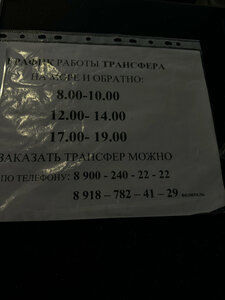 ГРАФИК РАБОТЫ ТРАНСФЕРА
НА МОРЕ И ОБРАТНО:
8.00-10.00
12.00- 14.00
17.00- 19.00
ЗАКАЗАТЬ ТРАНСФЕР МОЖНО
ПО ТЕЛЕФОНУ: 8 900 - 240 - 22 - 22
8 918 – 782 – 41 – 29